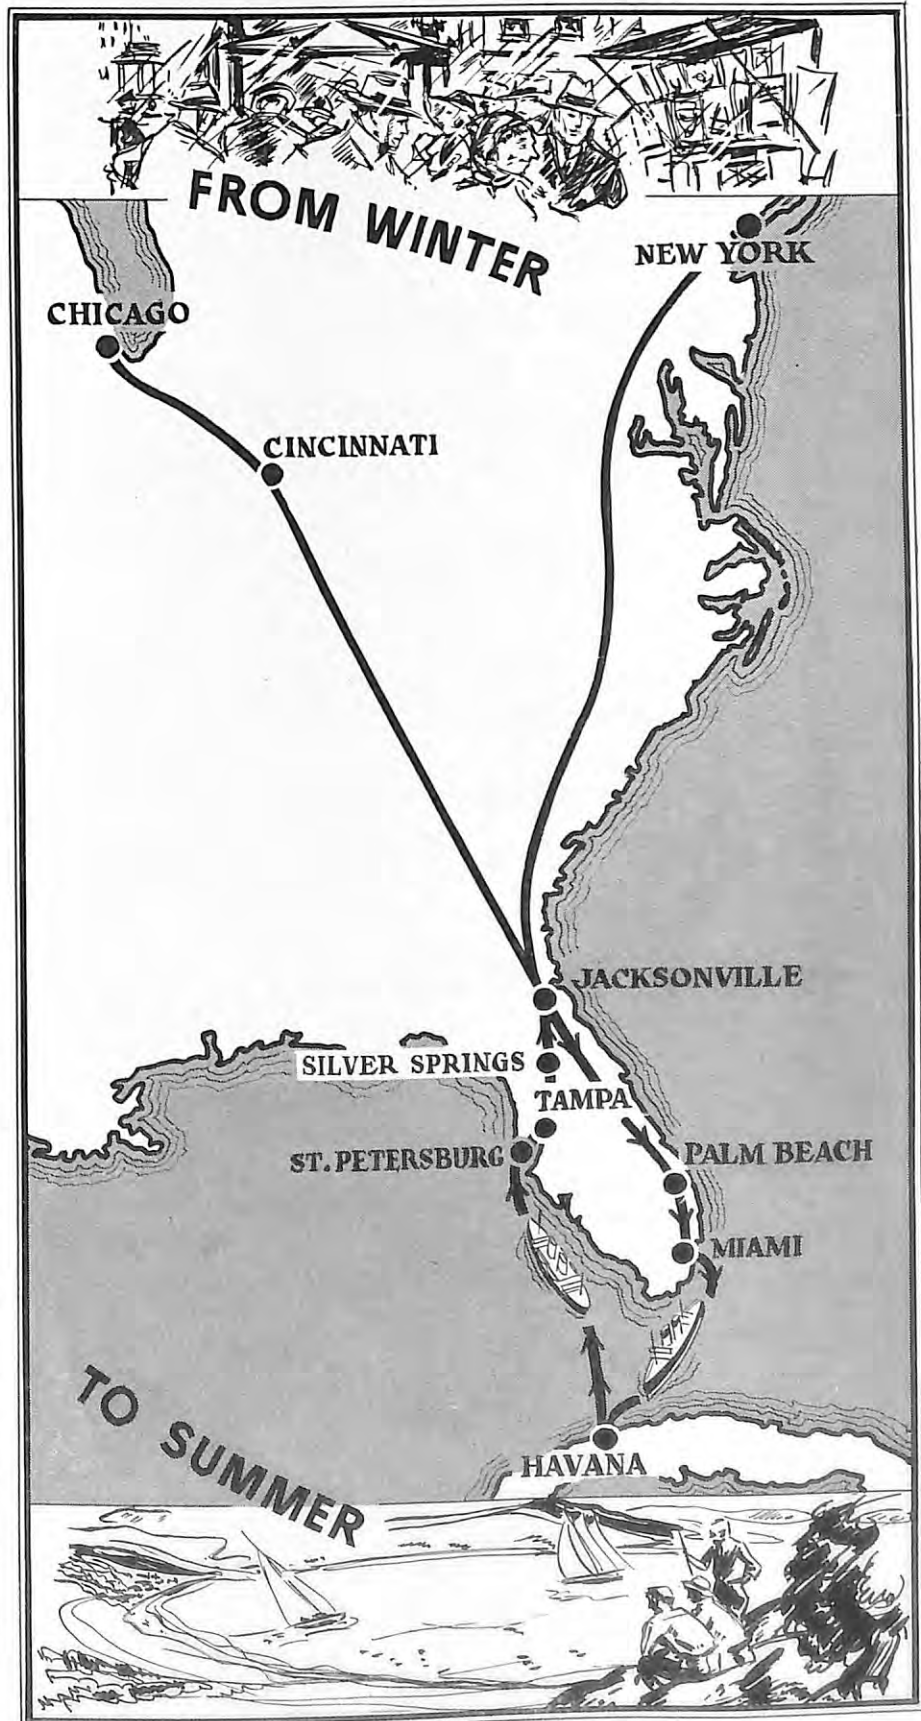 FROM WINTER
NEW YORK
CHICAGO
CINCINNATI
JACKSONVILLE
SILVER SPRINGS
TAMPA
ST. PETERSBURG
PALM BEACH
MIAMI
TO SUMMER
HAVANA